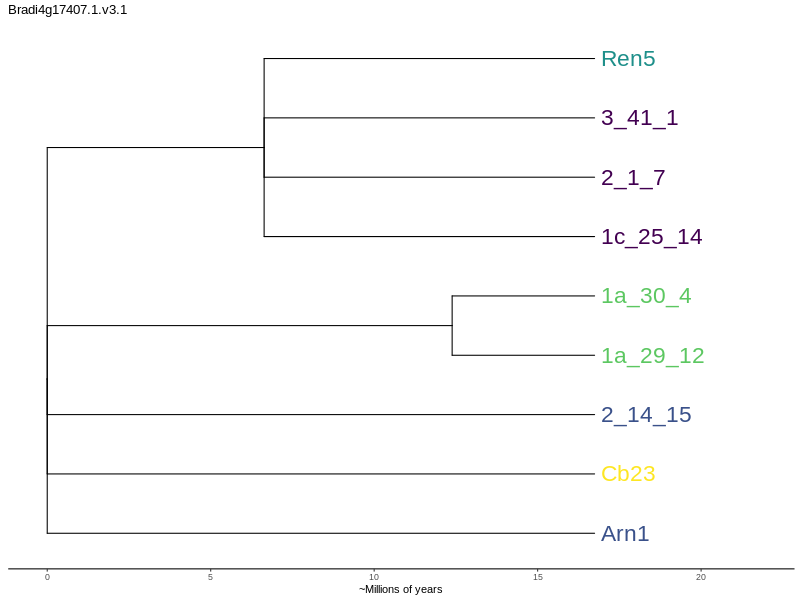 Bradi4g17407.1.v3.1
Ren5
3_41_1
2_1_7
1c_25_14
1a_30_4
1a_29_12
2_14_15
Cb23
Arn1
0 5 10 15 20
~Millions of years